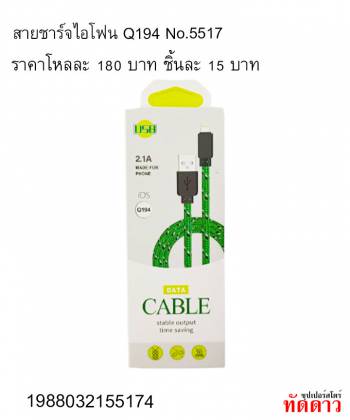 สายชาร์จไอโฟน Q194 No.5517
ราคาโหลละ 180 บาท ชิ้นละ 15 บาท
USB
2.1A
MADE FOR
PHONE
iOS
Q194
DATA
CABLE
stable output
time saving
1988032155174
ซุปเปอร์สโตร์
ทัดดาว